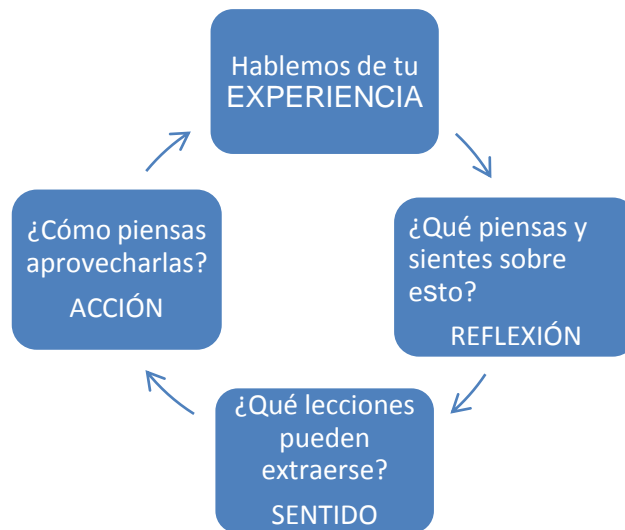 Hablemos de tu
EXPERIENCIA
¿Qué piensas y
sientes sobre
esto?
REFLEXIÓN
¿Qué lecciones
pueden
extraerse?
SENTIDO
¿Cómo piensas
aprovecharlas?
ACCIÓN